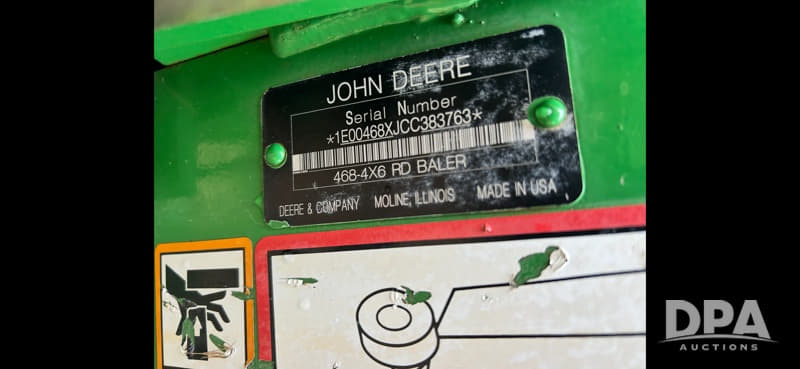 JOHN DEERE
Serial Number
*1E00468XJCC383763*
468-4X6 RD BALER
DEERE & COMPANY MOLINE, ILLINOIS MADE IN USA
DPA
AUCTIONS